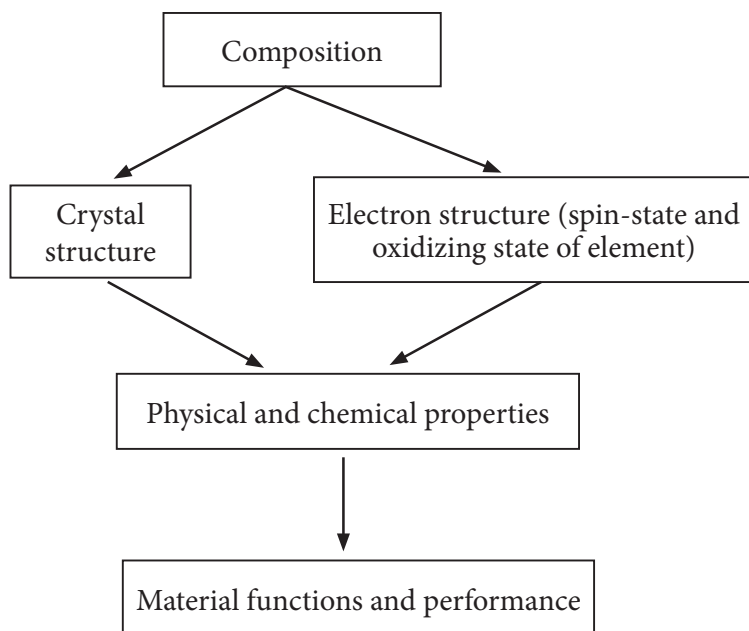 Composition
Crystal
structure
Electron structure (spin-state and
oxidizing state of element)
Physical and chemical properties
Material functions and performance